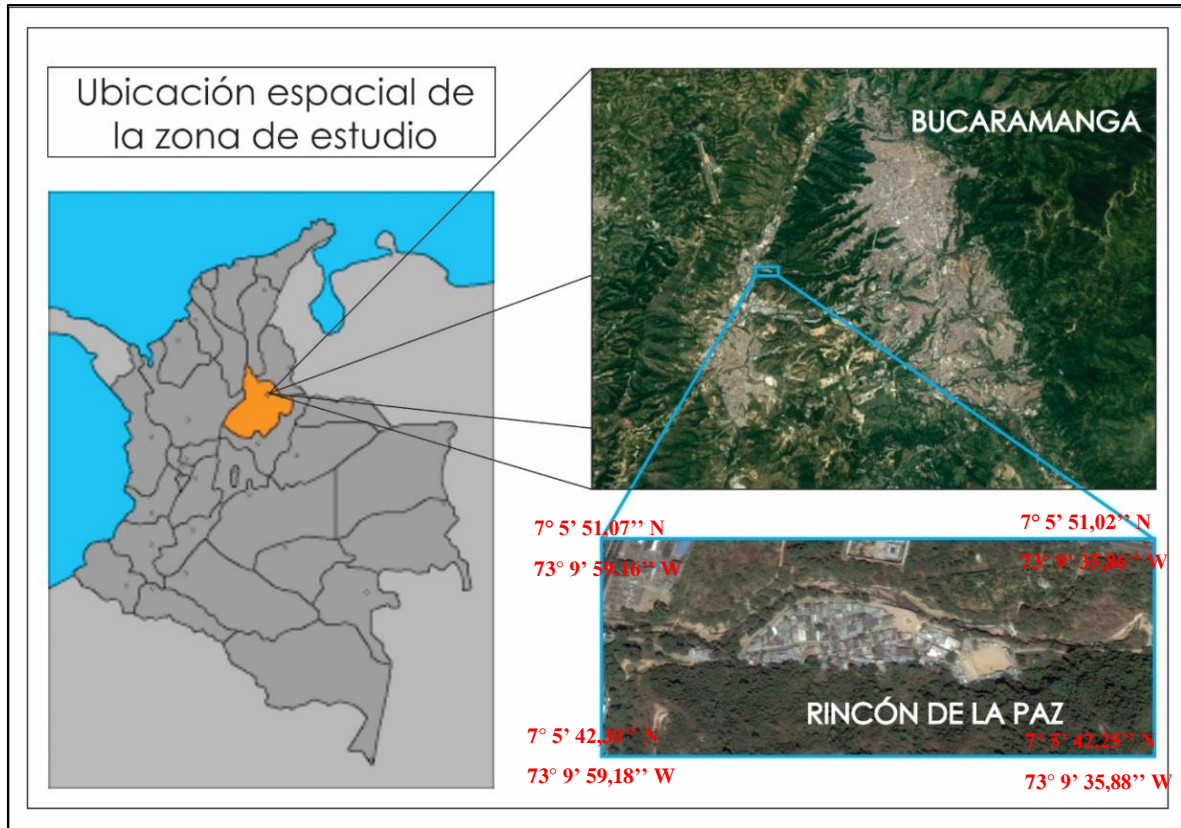 Ubicación espacial de
la zona de estudio
BUCARAMANGA
7° 5’ 51,07’’ N
73° 9’ 59,16’’ W
7° 5’ 51,02’’ N
73° 9’ 35,86’’ W
RINCÓN DE LA PAZ
7° 5’ 42,30’’ N
73° 9’ 59,18’’ W
7° 5’ 42,25’’ N
73° 9’ 35,88’’ W